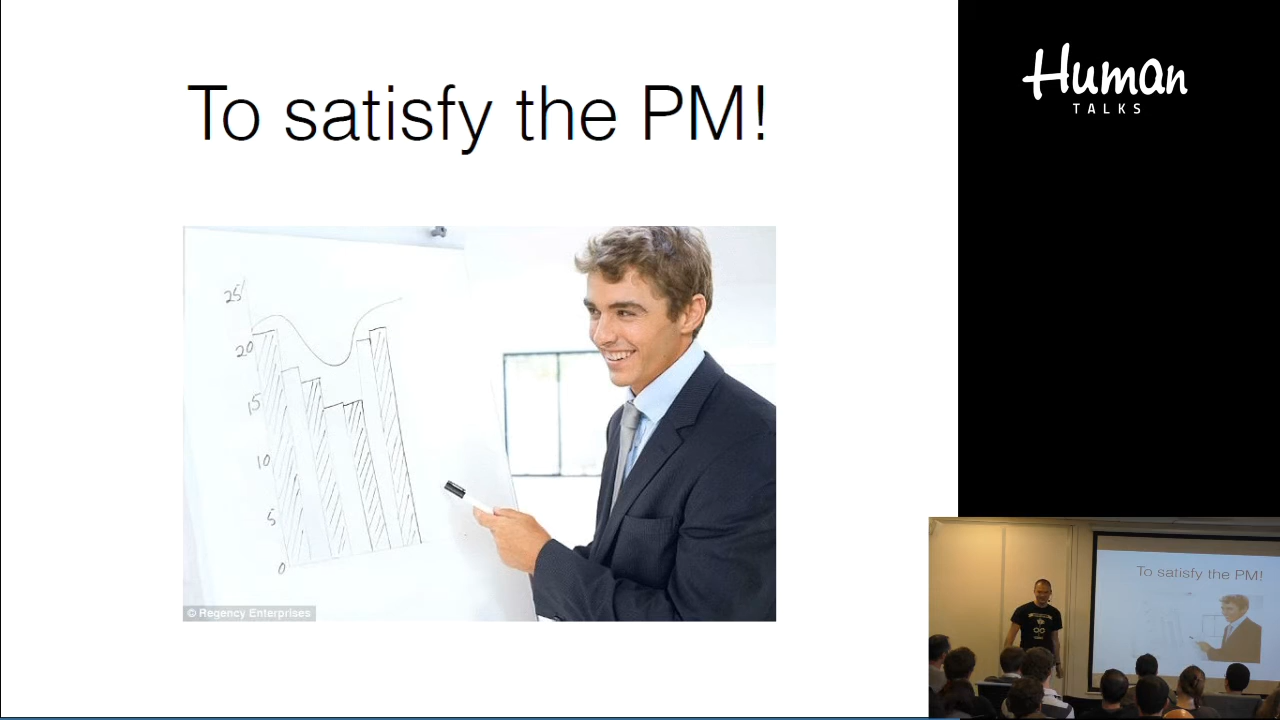 To satisfy the PM!
Human
TALKS
25
20
15
10
5
0
© Regency Enterprises
To satisfy the PM!